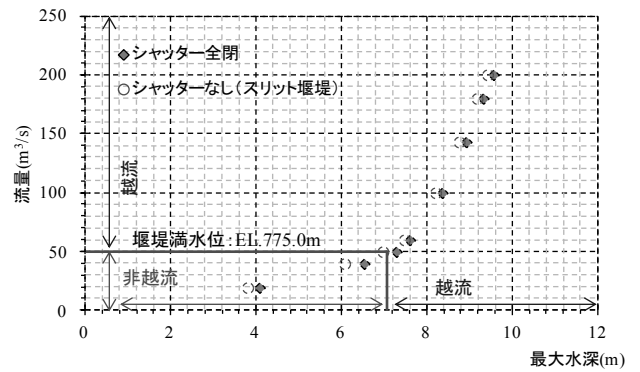 250
200
150
100
50
0
流量(m³/s)
◆シャッター全閉
○シャッターなし(スリット堰堤)
越流
堰堤満水位:EL.775.0m
非越流
越流
0 2 4 6 8 10 12
最大水深(m)